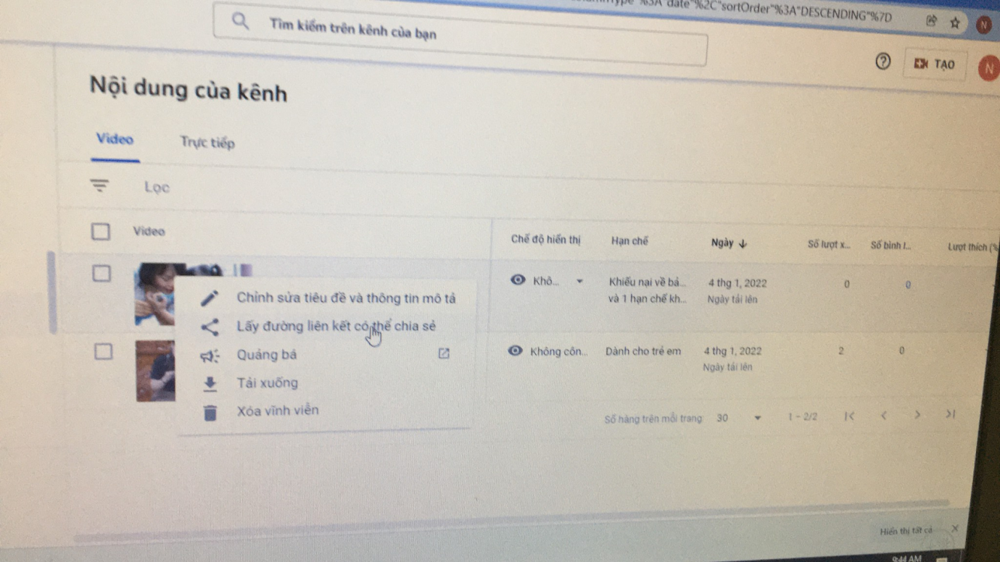 date"%2C"sortOrder"%3A"DESCENDING"%7D
Tìm kiếm trên kênh của bạn
TẠO
N
N
Nội dung của kênh
Video Trực tiếp
Lọc
Video Chế độ hiển thị Hạn chế Ngày Số lượt x... Số bình l... Lượt thích (%
Khô... Khiếu nại về bả... 4 thg 1, 2022 0 0
và 1 hạn chế kh... Ngày tải lên
Chỉnh sửa tiêu đề và thông tin mô tả
Lấy đường liên kết có thể chia sẻ
Quảng bá
Tải xuống
Xóa vĩnh viễn
Không côn... Dành cho trẻ em 4 thg 1, 2022 2 0
Ngày tải lên
Số hàng trên mỗi trang: 30 1 – 2/2
Hiển thị tất cả
9:44 AM